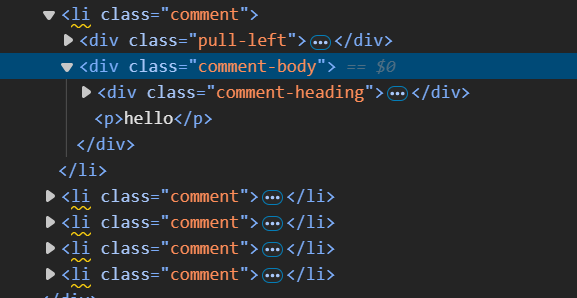 <li class="comment">
<div class="pull-left">…</div>
<div class="comment-body"> == $0
<div class="comment-heading">…</div>
<p>hello</p>
</div>
</li>
<li class="comment">…</li>
<li class="comment">…</li>
<li class="comment">…</li>
<li class="comment">…</li>
</div>